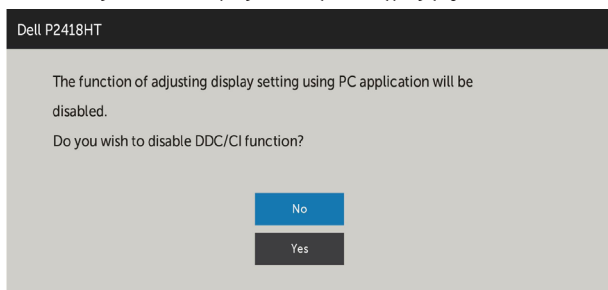 Dell P2418HT
The function of adjusting display setting using PC application will be
disabled.
Do you wish to disable DDC/CI function?
No
Yes